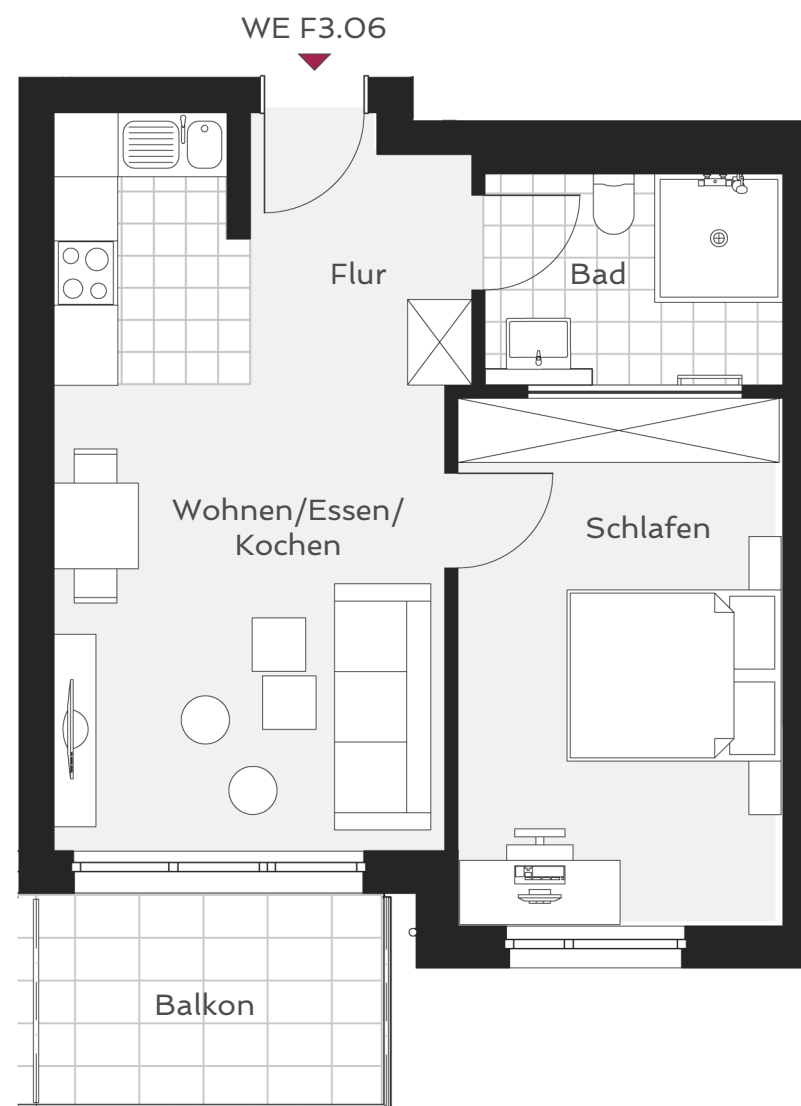 WE F3.06
Flur
Bad
Wohnen/Essen/
Kochen
Schlafen
Balkon